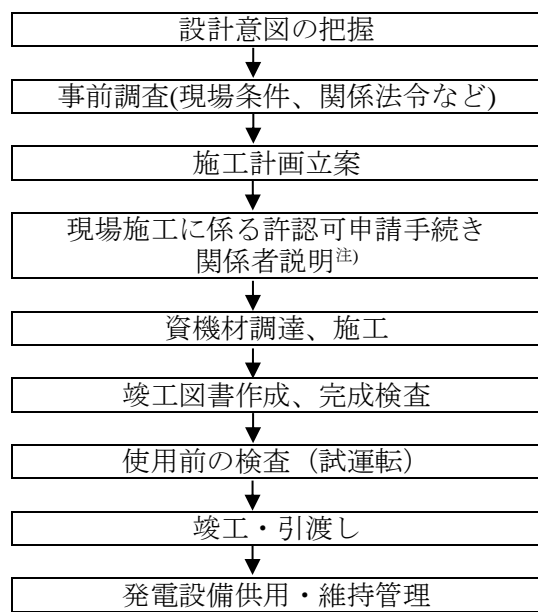 設計意図の把握
事前調査(現場条件、関係法令など)
施工計画立案
現場施工に係る許認可申請手続き
関係者説明注)
資機材調達、施工
竣工図書作成、完成検査
使用前の検査（試運転）
竣工・引渡し
発電設備供用・維持管理